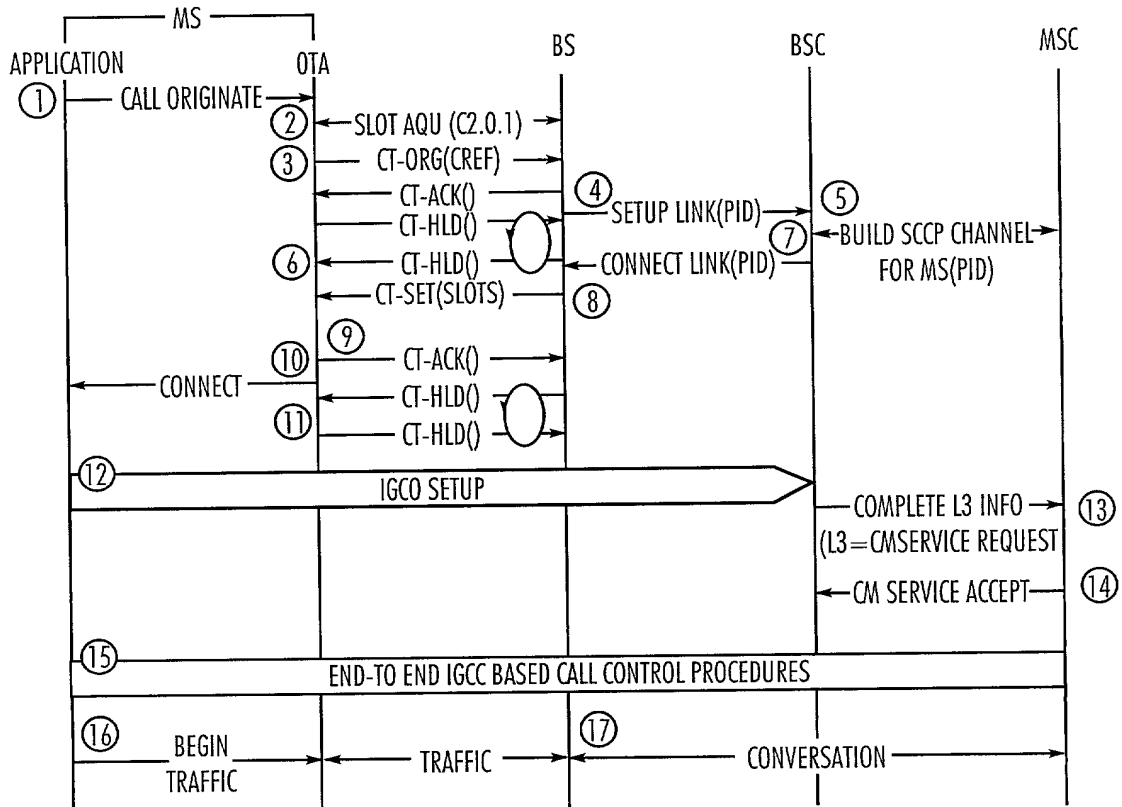 MS
APPLICATION OTA BS BSC MSC
1 CALL ORIGINATE
2 SLOT AQU (C2.0.1)
3 CT-ORG(CREF)
CT-ACK() 4
SETUP LINK(PID) 5
CT-HLD()
7 BUILD SCCP CHANNEL
FOR MS(PID)
6 CT-HLD() CONNECT LINK(PID)
CT-SET(SLOTS) 8
9
10 CT-ACK()
CONNECT
CT-HLD()
11 CT-HLD()
12 IGCO SETUP
COMPLETE L3 INFO 13
(L3=CMSERVICE REQUEST
CM SERVICE ACCEPT 14
15 END-TO END IGCC BASED CALL CONTROL PROCEDURES
16 BEGIN
TRAFFIC
TRAFFIC
17 CONVERSATION